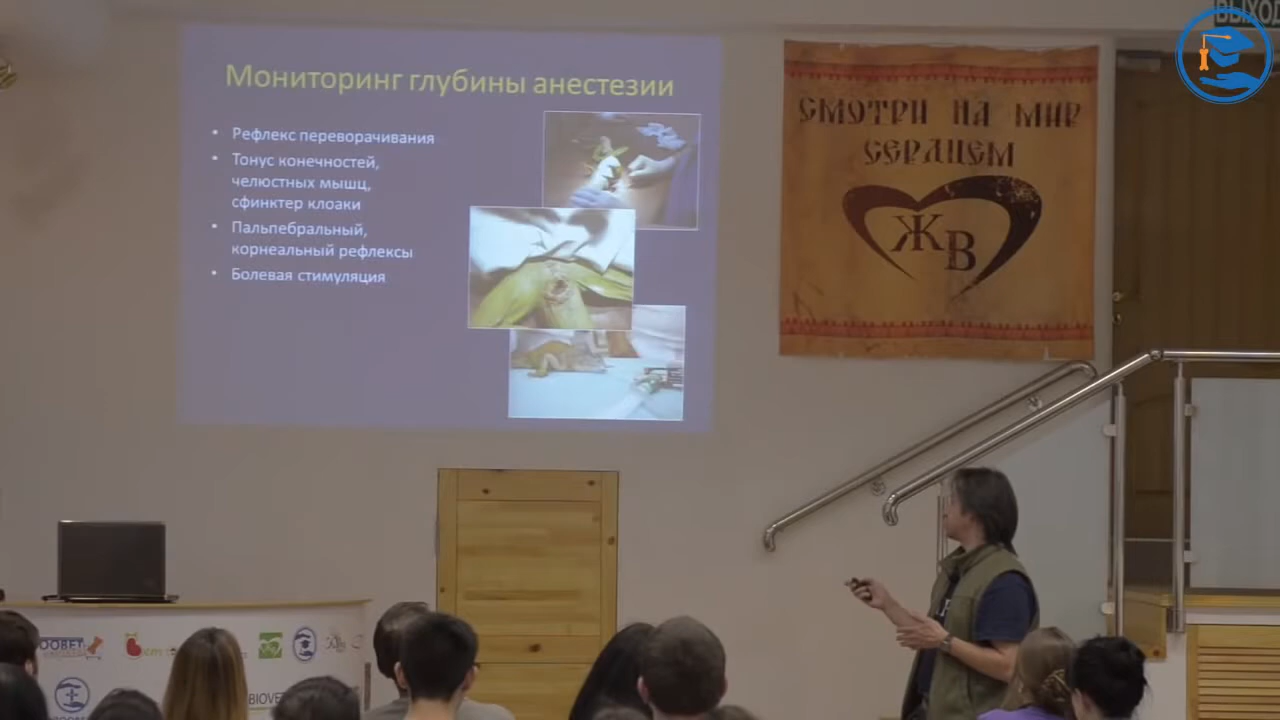 ВЫХОД
Мониторинг глубины анестезии
• Рефлекс переворачивания
• Тонус конечностей,
челюстных мышц,
сфинктер клоаки
• Пальпебральный,
корнеальный рефлексы
• Болевая стимуляция
СМОТРИ НА МИР
СЕРДЦЕМ
ЖВ
BIOVET